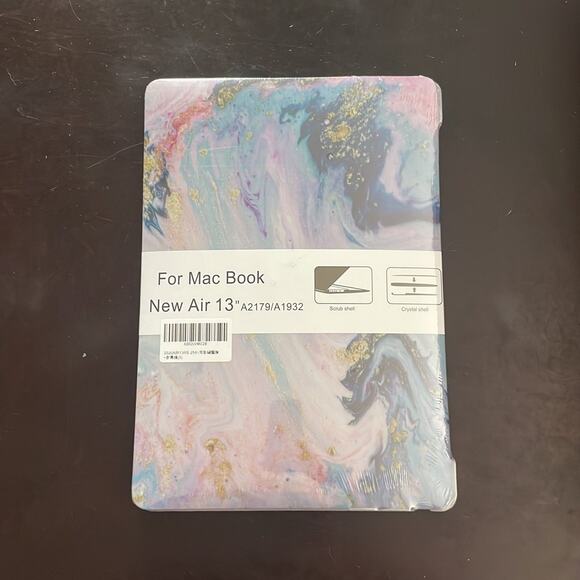 For Mac Book
New Air 13" A2179/A1932
Scrub shell
Crystal shell